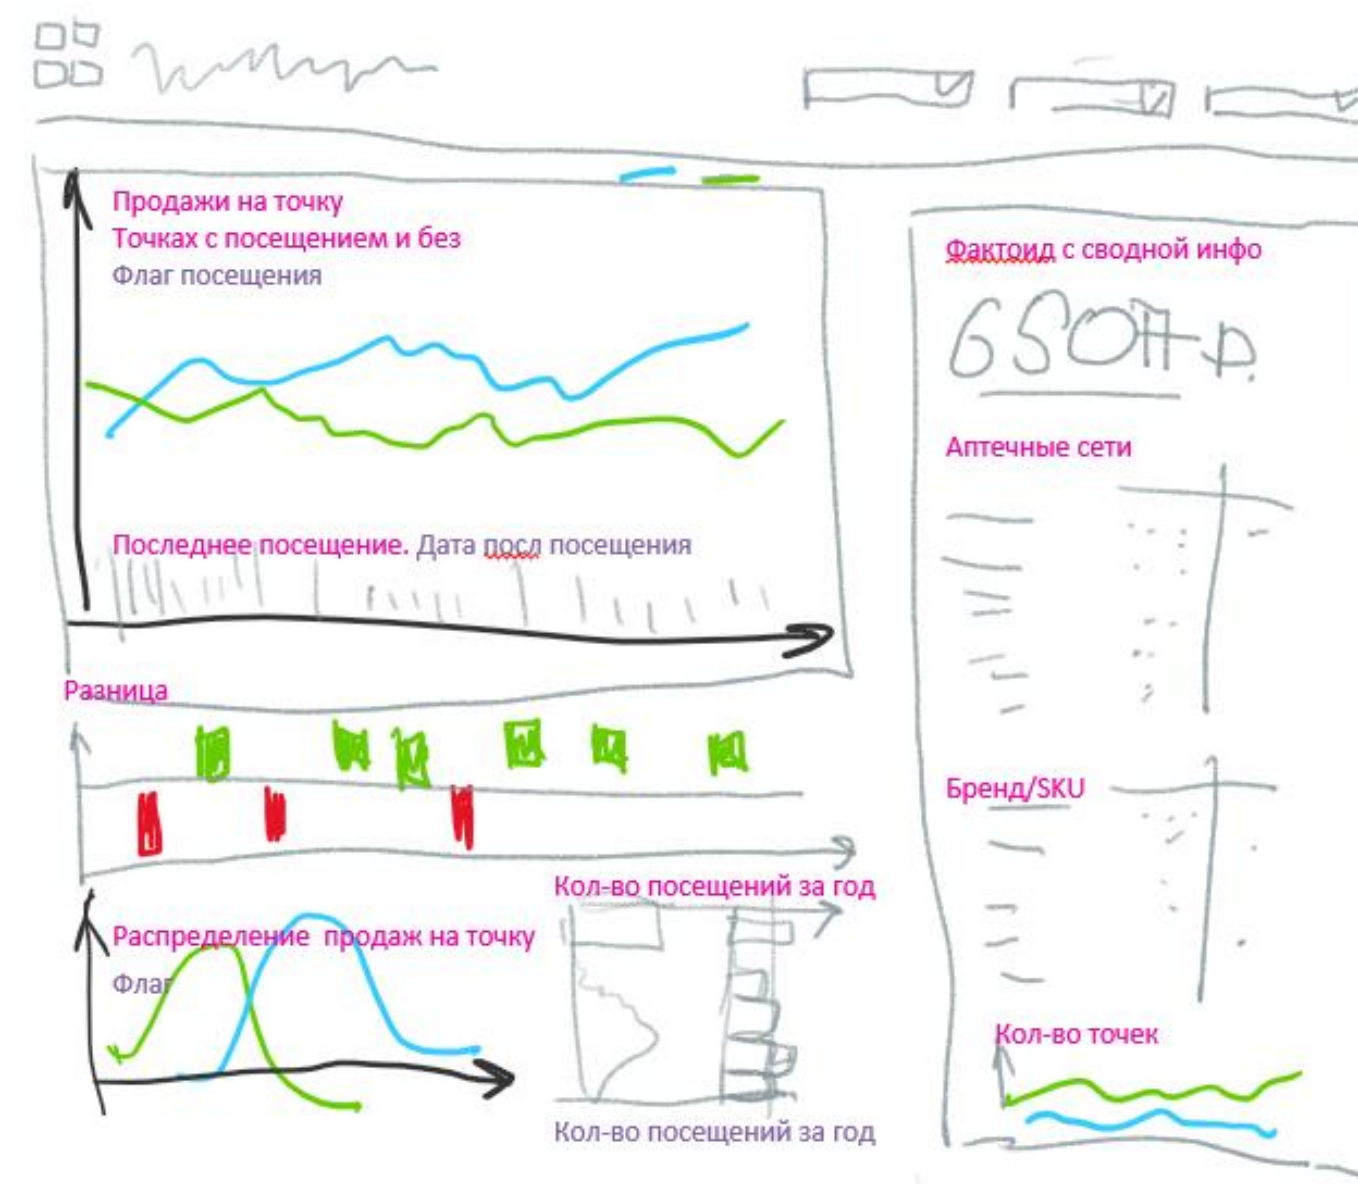 Продажи на точку
Точках с посещением и без
Флаг посещения
Последнее посещение. Дата посл посещения
Разница
Распределение продаж на точку
Флаг
Кол-во посещений за год
Кол-во посещений за год
Фактоид с сводной инфо
Аптечные сети
Бренд/SKU
Кол-во точек